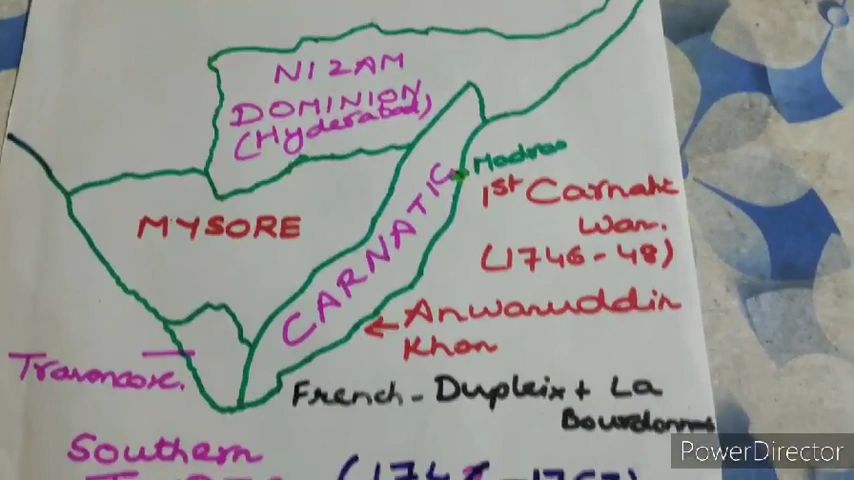 NIZAM
DOMINION
(Hyderabad)
Madras
1st Carnatic
War.
(1746-48)
MYSORE
CARNATIC
Anwaruddin
Khan
Travancore.
French - Dupleix + La
Bourdonnais
Southern
PowerDirector